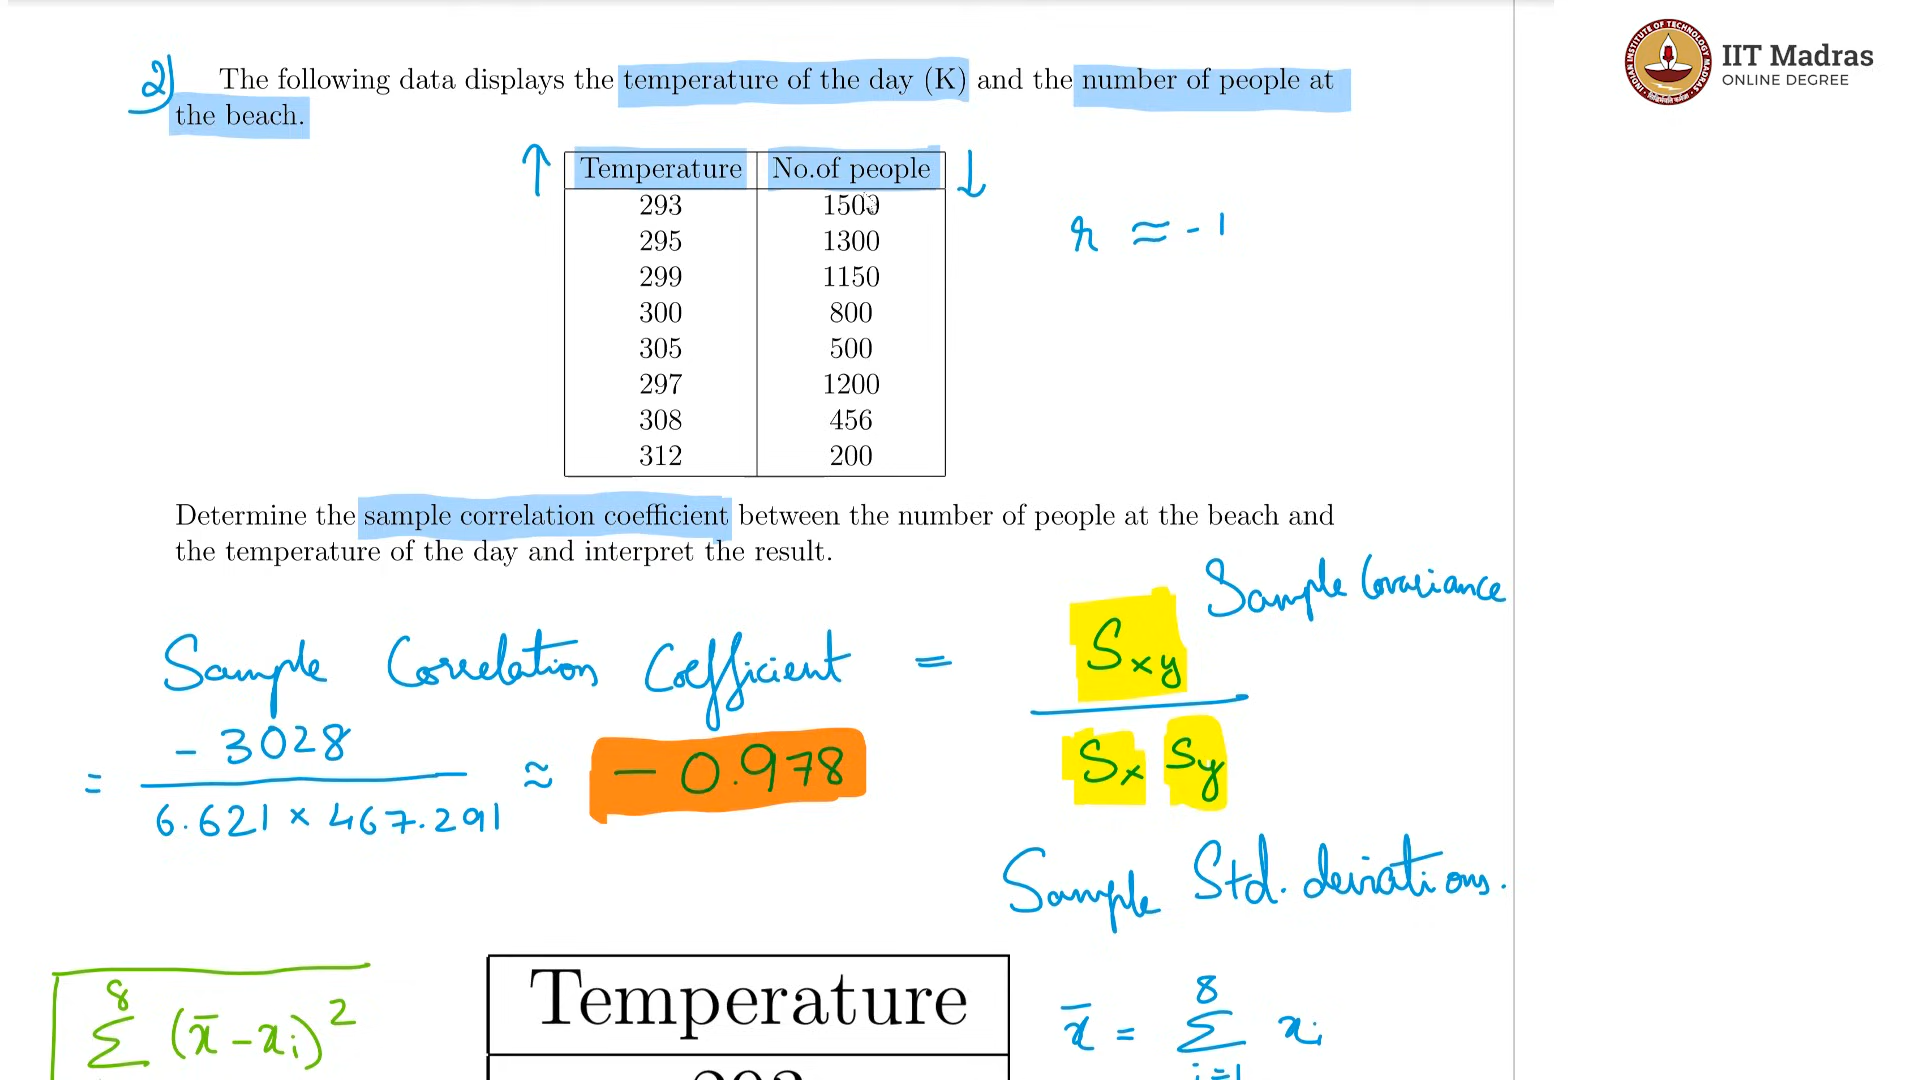 IIT Madras
ONLINE DEGREE
2) The following data displays the temperature of the day (K) and the number of people at
the beach.
↑ Temperature No.of people ↓
293 1500
295 1300
299 1150
300 800
305 500
297 1200
308 456
312 200
r ≈ -1
Determine the sample correlation coefficient between the number of people at the beach and
the temperature of the day and interpret the result.
Sample Correlation Coefficient = Sxy / Sx Sy
Sample Covariance
= -3028 / 6.621 × 467.291 ≈ -0.978
Sample Std. deviations.
8
Σ (x̄ - xi)²
Temperature
x̄ = 8 Σ i=1 xi